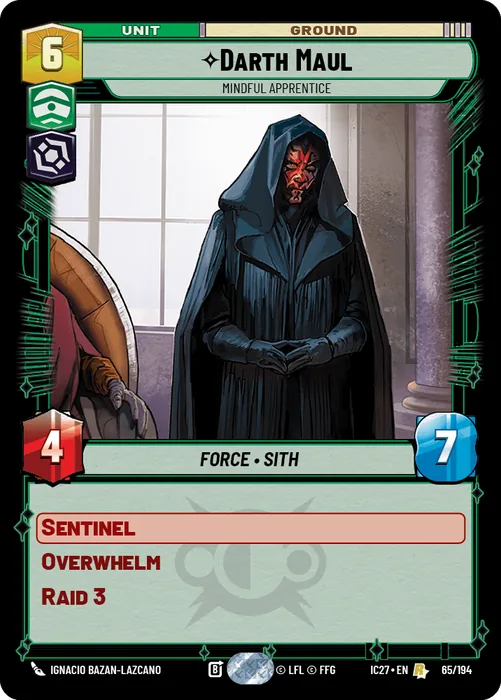 6
UNIT
GROUND
DARTH MAUL
MINDFUL APPRENTICE
4
FORCE • SITH
7
SENTINEL
OVERWHELM
RAID 3
IGNACIO BAZÁN-LAZCANO
B
© LFL © FFG
IC27 • EN
R
65/194